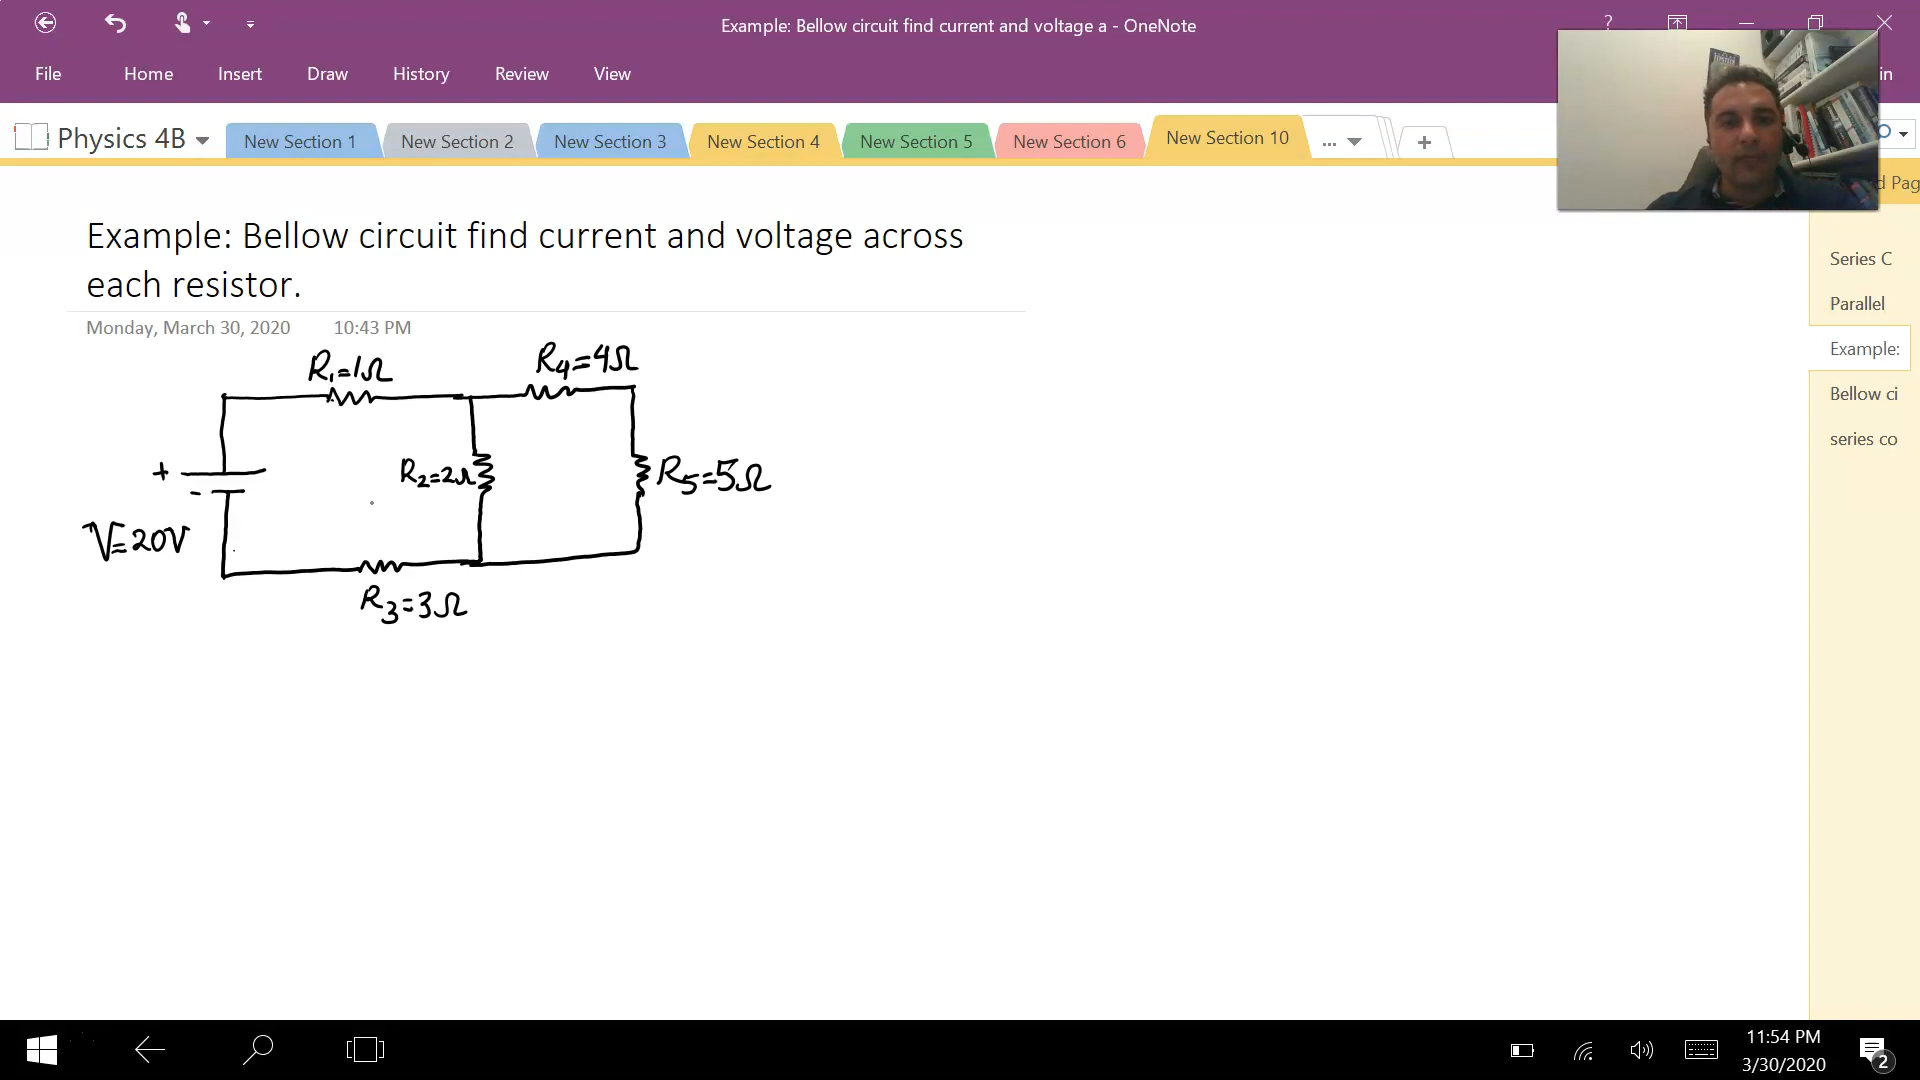 Example: Bellow circuit find current and voltage a - OneNote
?
File Home Insert Draw History Review View
in
Physics 4B
New Section 1 New Section 2 New Section 3 New Section 4 New Section 5 New Section 6 New Section 10 ... +
d Pag
Example: Bellow circuit find current and voltage across
each resistor.
Monday, March 30, 2020 10:43 PM
Series C
Parallel
Example:
Bellow ci
series co
R1=1Ω
R4=4Ω
+
R2=2Ω
R5=5Ω
-
V=20V
R3=3Ω
11:54 PM
3/30/2020
2